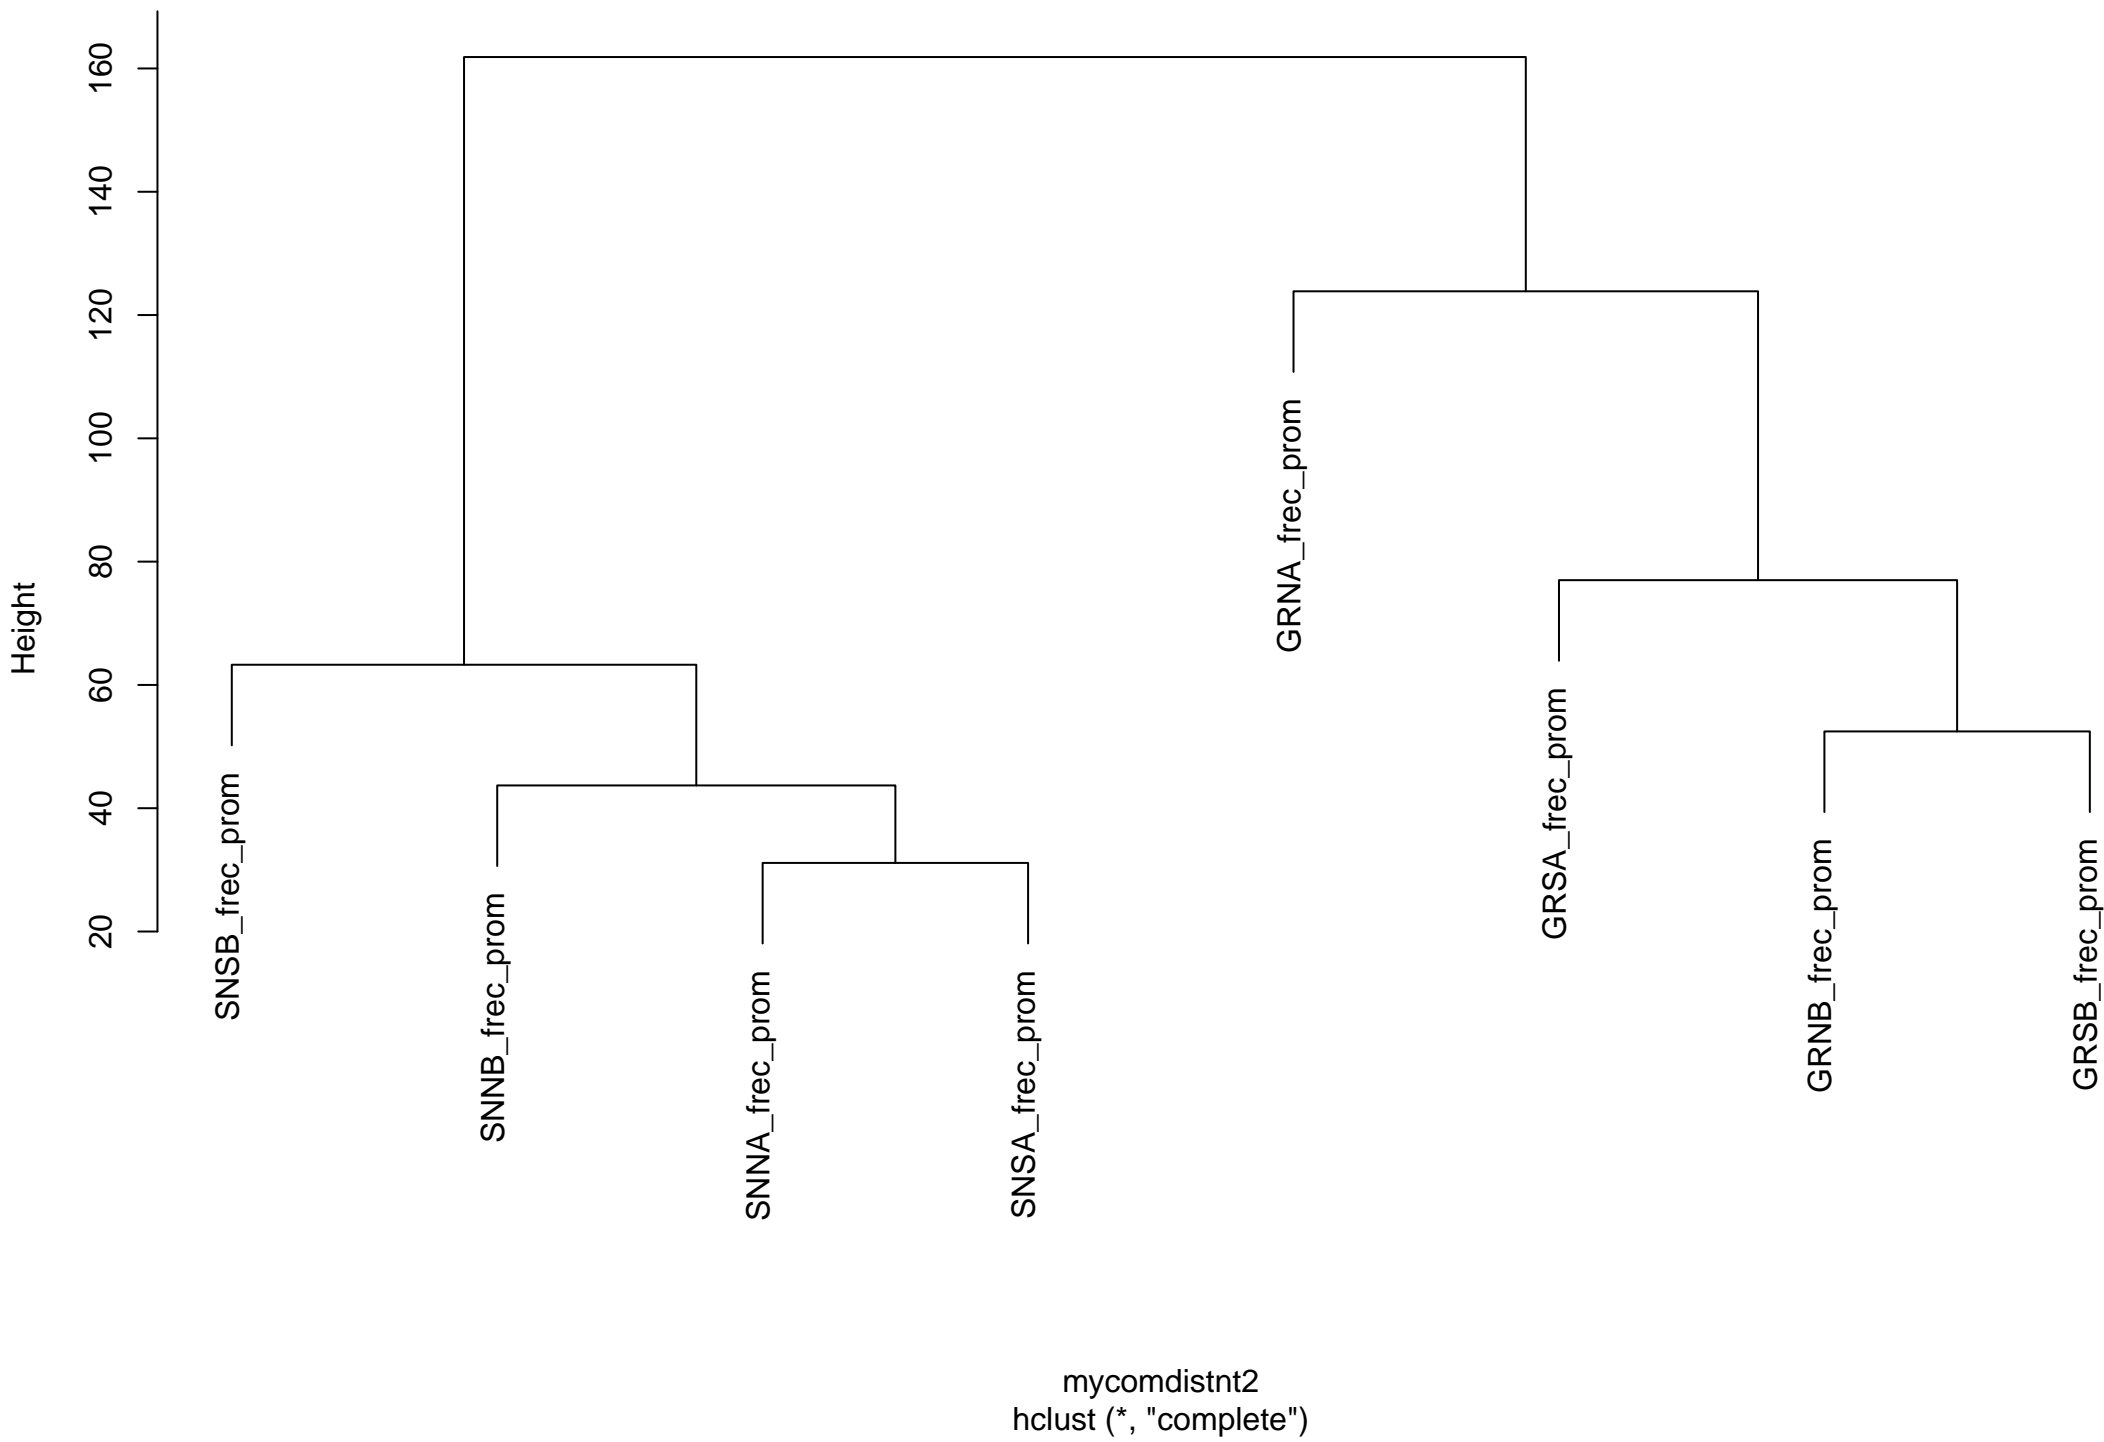 Height
160
140
120
100
80
60
40
20
SNSB_frec_prom
SNNB_frec_prom
SNNA_frec_prom
SNSA_frec_prom
GRNA_frec_prom
GRSA_frec_prom
GRNB_frec_prom
GRSB_frec_prom
mycomdistnt2
hclust (*, "complete")